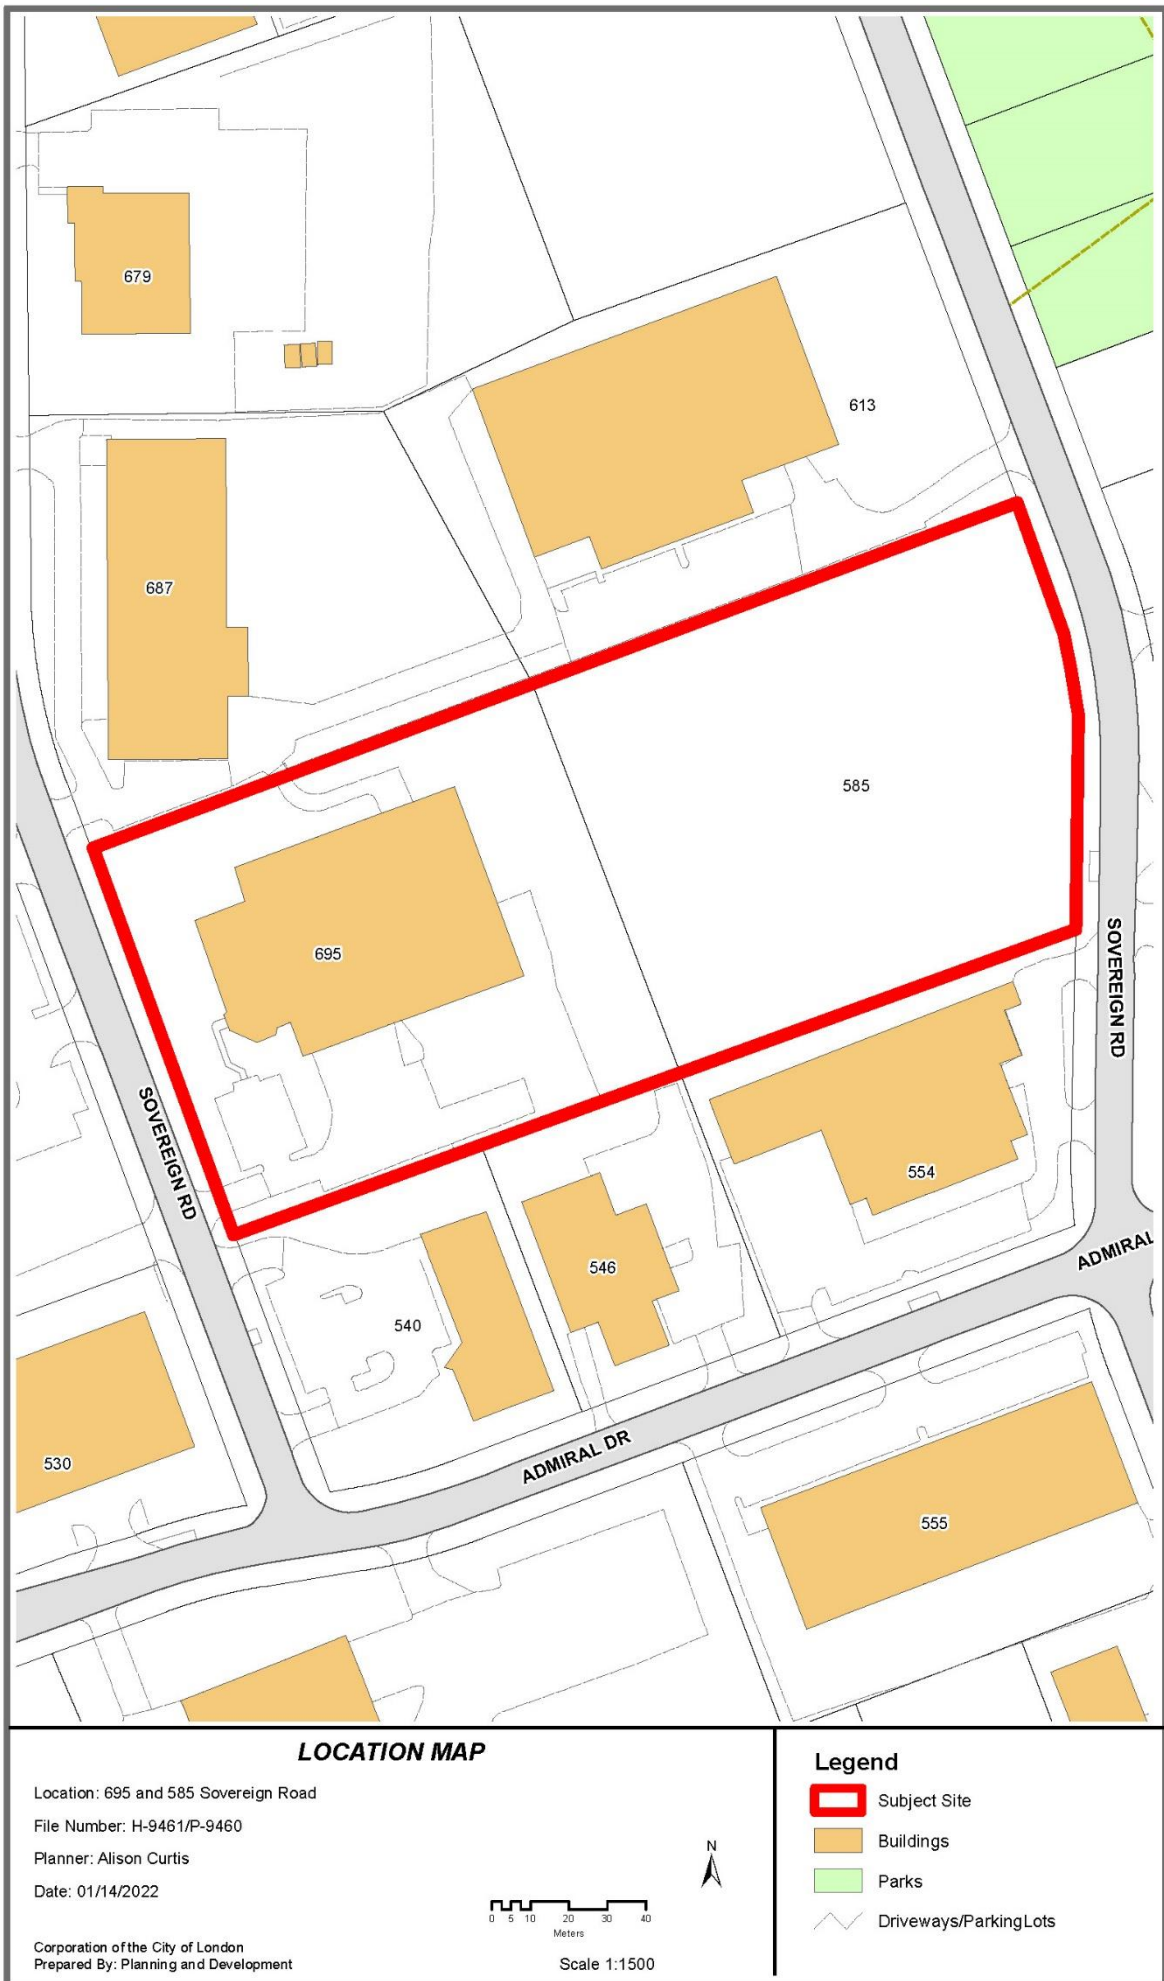 679
613
687
585
695
SOVEREIGN RD
SOVEREIGN RD
554
ADMIRAL
546
540
530
ADMIRAL DR
555
LOCATION MAP
Location: 695 and 585 Sovereign Road
File Number: H-9461/P-9460
Planner: Alison Curtis
Date: 01/14/2022
Corporation of the City of London
Prepared By: Planning and Development
N
0 5 10 20 30 40
Meters
Scale 1:1500
Legend
Subject Site
Buildings
Parks
Driveways/ParkingLots